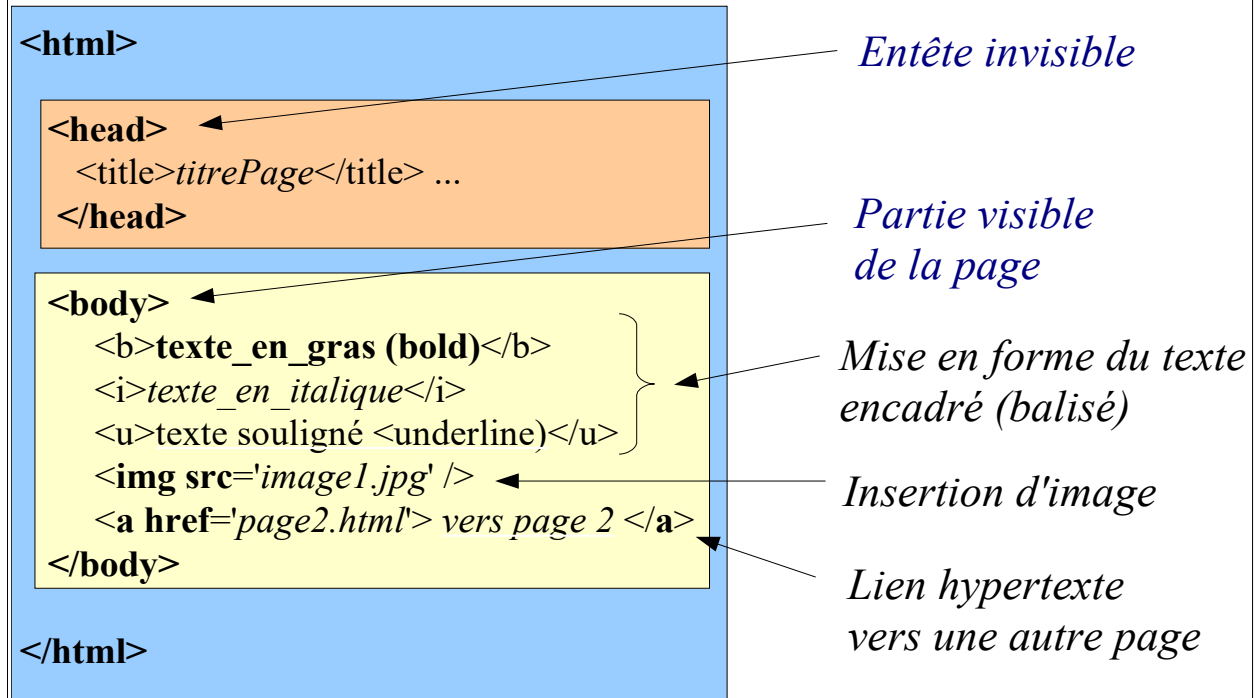 <html>
Entête invisible
<head>
<title>titrePage</title> ...
</head>
Partie visible
de la page
<body>
<b>texte_en_gras (bold)</b>
<i>texte_en_italique</i>
<u>texte souligné <underline)</u>
Mise en forme du texte
encadré (balisé)
<img src='image1.jpg' />
Insertion d'image
<a href='page2.html'> vers page 2 </a>
</body>
Lien hypertexte
vers une autre page
</html>